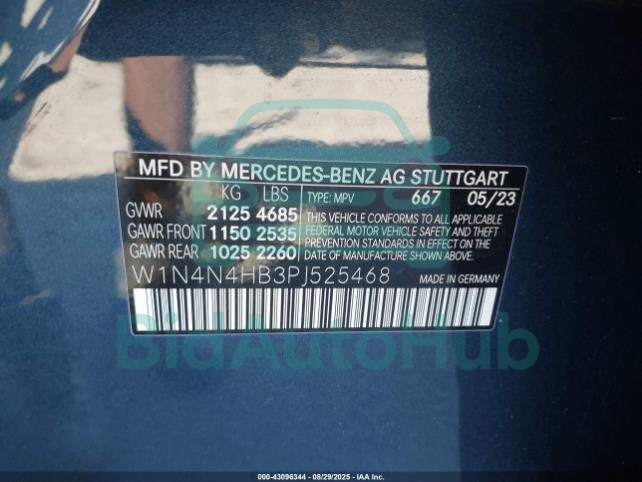 MFD BY MERCEDES-BENZ AG STUTTGART
KG LBS TYPE: MPV 667 05/23
GVWR 2125 4685 THIS VEHICLE CONFORMS TO ALL APPLICABLE
GAWR FRONT 1150 2535 FEDERAL MOTOR VEHICLE SAFETY AND THEFT
GAWR REAR 1025 2260 PREVENTION STANDARDS IN EFFECT ON THE
DATE OF MANUFACTURE SHOWN ABOVE.
W1N4N4HB3PJ525468 MADE IN GERMANY
BidAutoHub
000-43096344 - 08/29/2025 - IAA Inc.